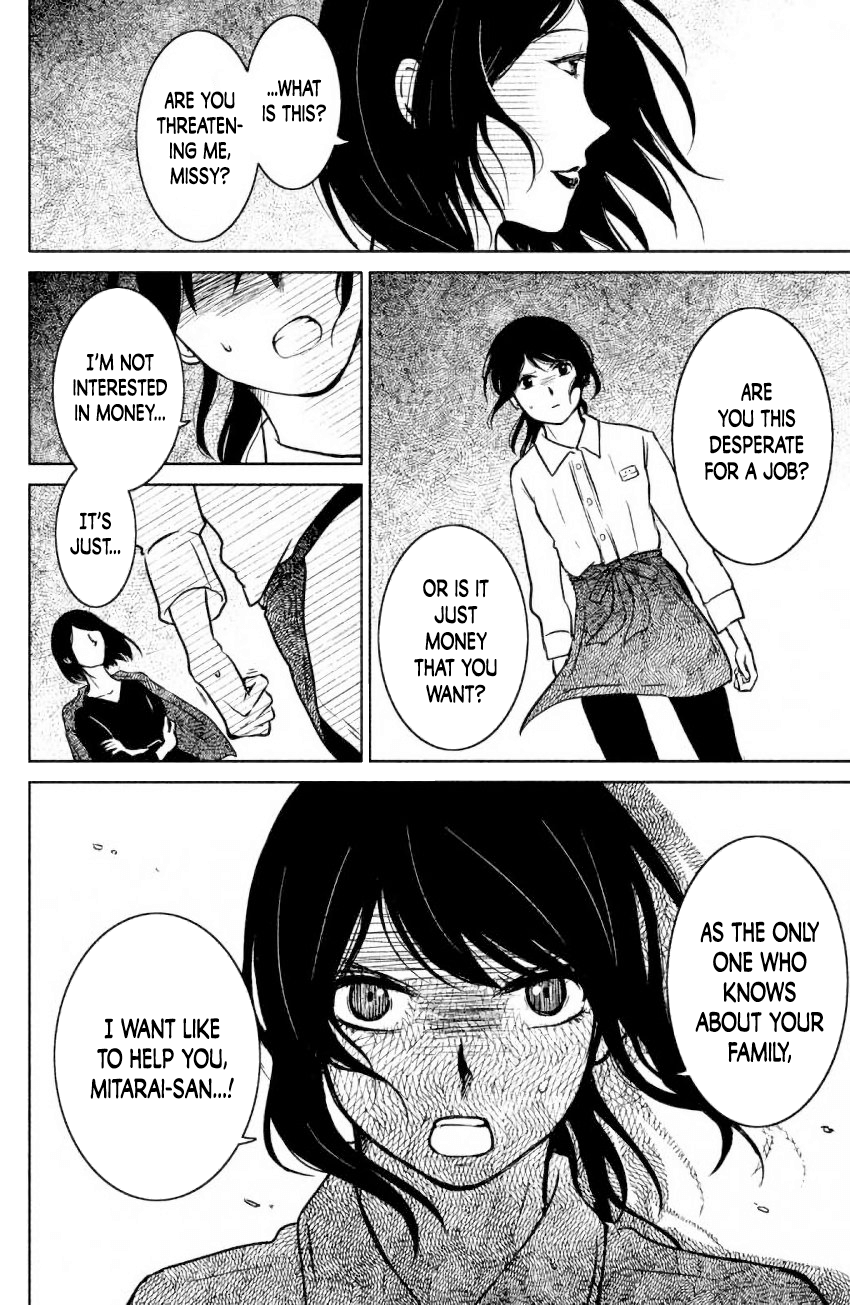 ...WHAT
IS THIS?
ARE YOU
THREATEN-
ING ME,
MISSY?
ARE
YOU THIS
DESPERATE
FOR A JOB?
OR IS IT
JUST
MONEY
THAT YOU
WANT?
I'M NOT
INTERESTED
IN MONEY...
IT'S
JUST...
AS THE ONLY
ONE WHO
KNOWS
ABOUT YOUR
FAMILY,
I WANT LIKE
TO HELP YOU,
MITARAI-SAN...!